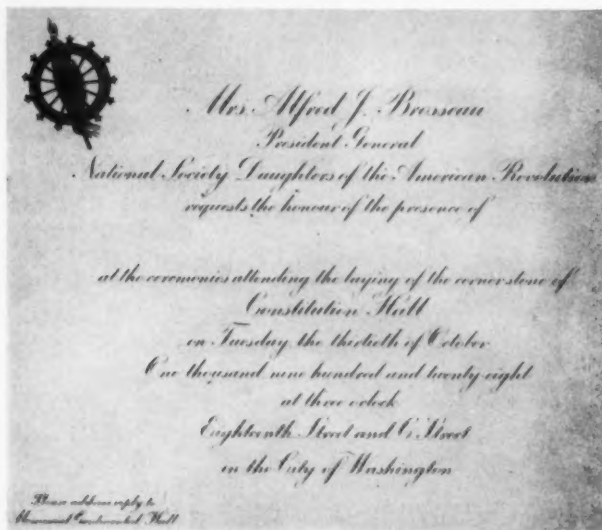 Mrs. Alfred J. Brosseau
President General
National Society Daughters of the American Revolution
requests the honour of the presence of
at the ceremonies attending the laying of the corner stone of
Constitution Hall
on Tuesday the thirtieth of October
One thousand nine hundred and twenty eight
at three o'clock
Eighteenth Street and C Street
in the City of Washington
Please address reply to
Memorial Continental Hall